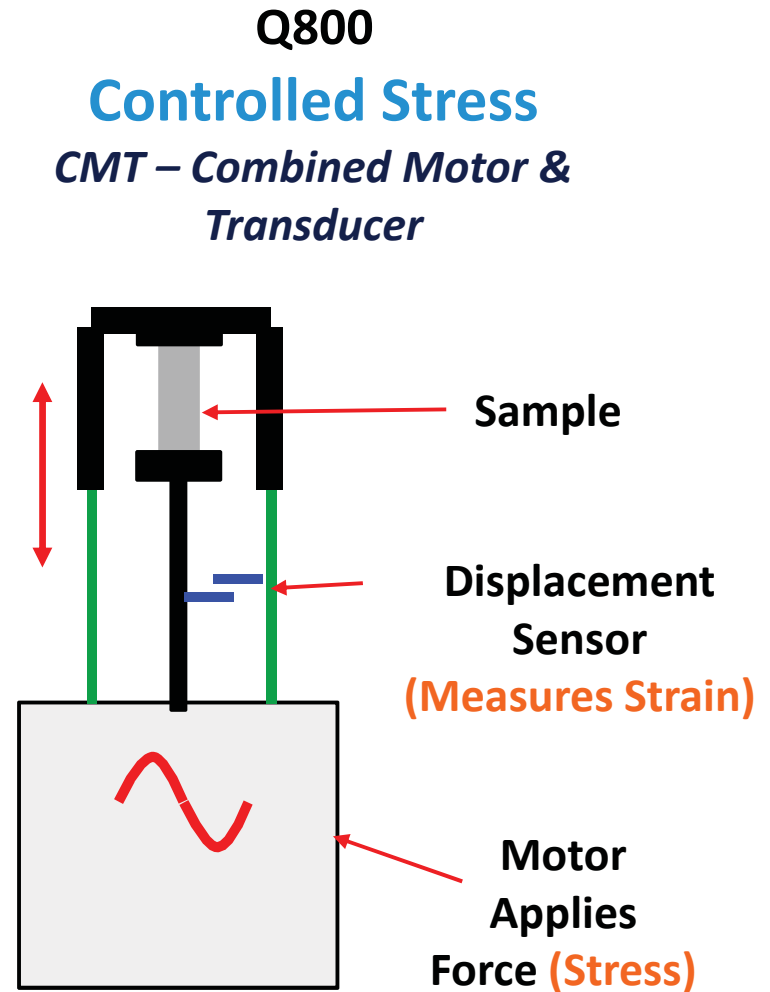 Q800
Controlled Stress
CMT – Combined Motor &
Transducer
Sample
Displacement
Sensor
(Measures Strain)
Motor
Applies
Force (Stress)